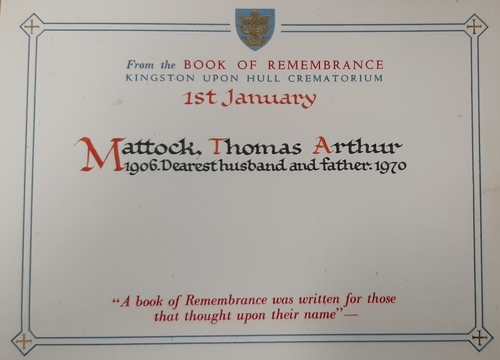 From the BOOK OF REMEMBRANCE
KINGSTON UPON HULL CREMATORIUM
1st January
Mattock, Thomas Arthur
1906. Dearest husband and father. 1970
“A book of Remembrance was written for those
that thought upon their name”—